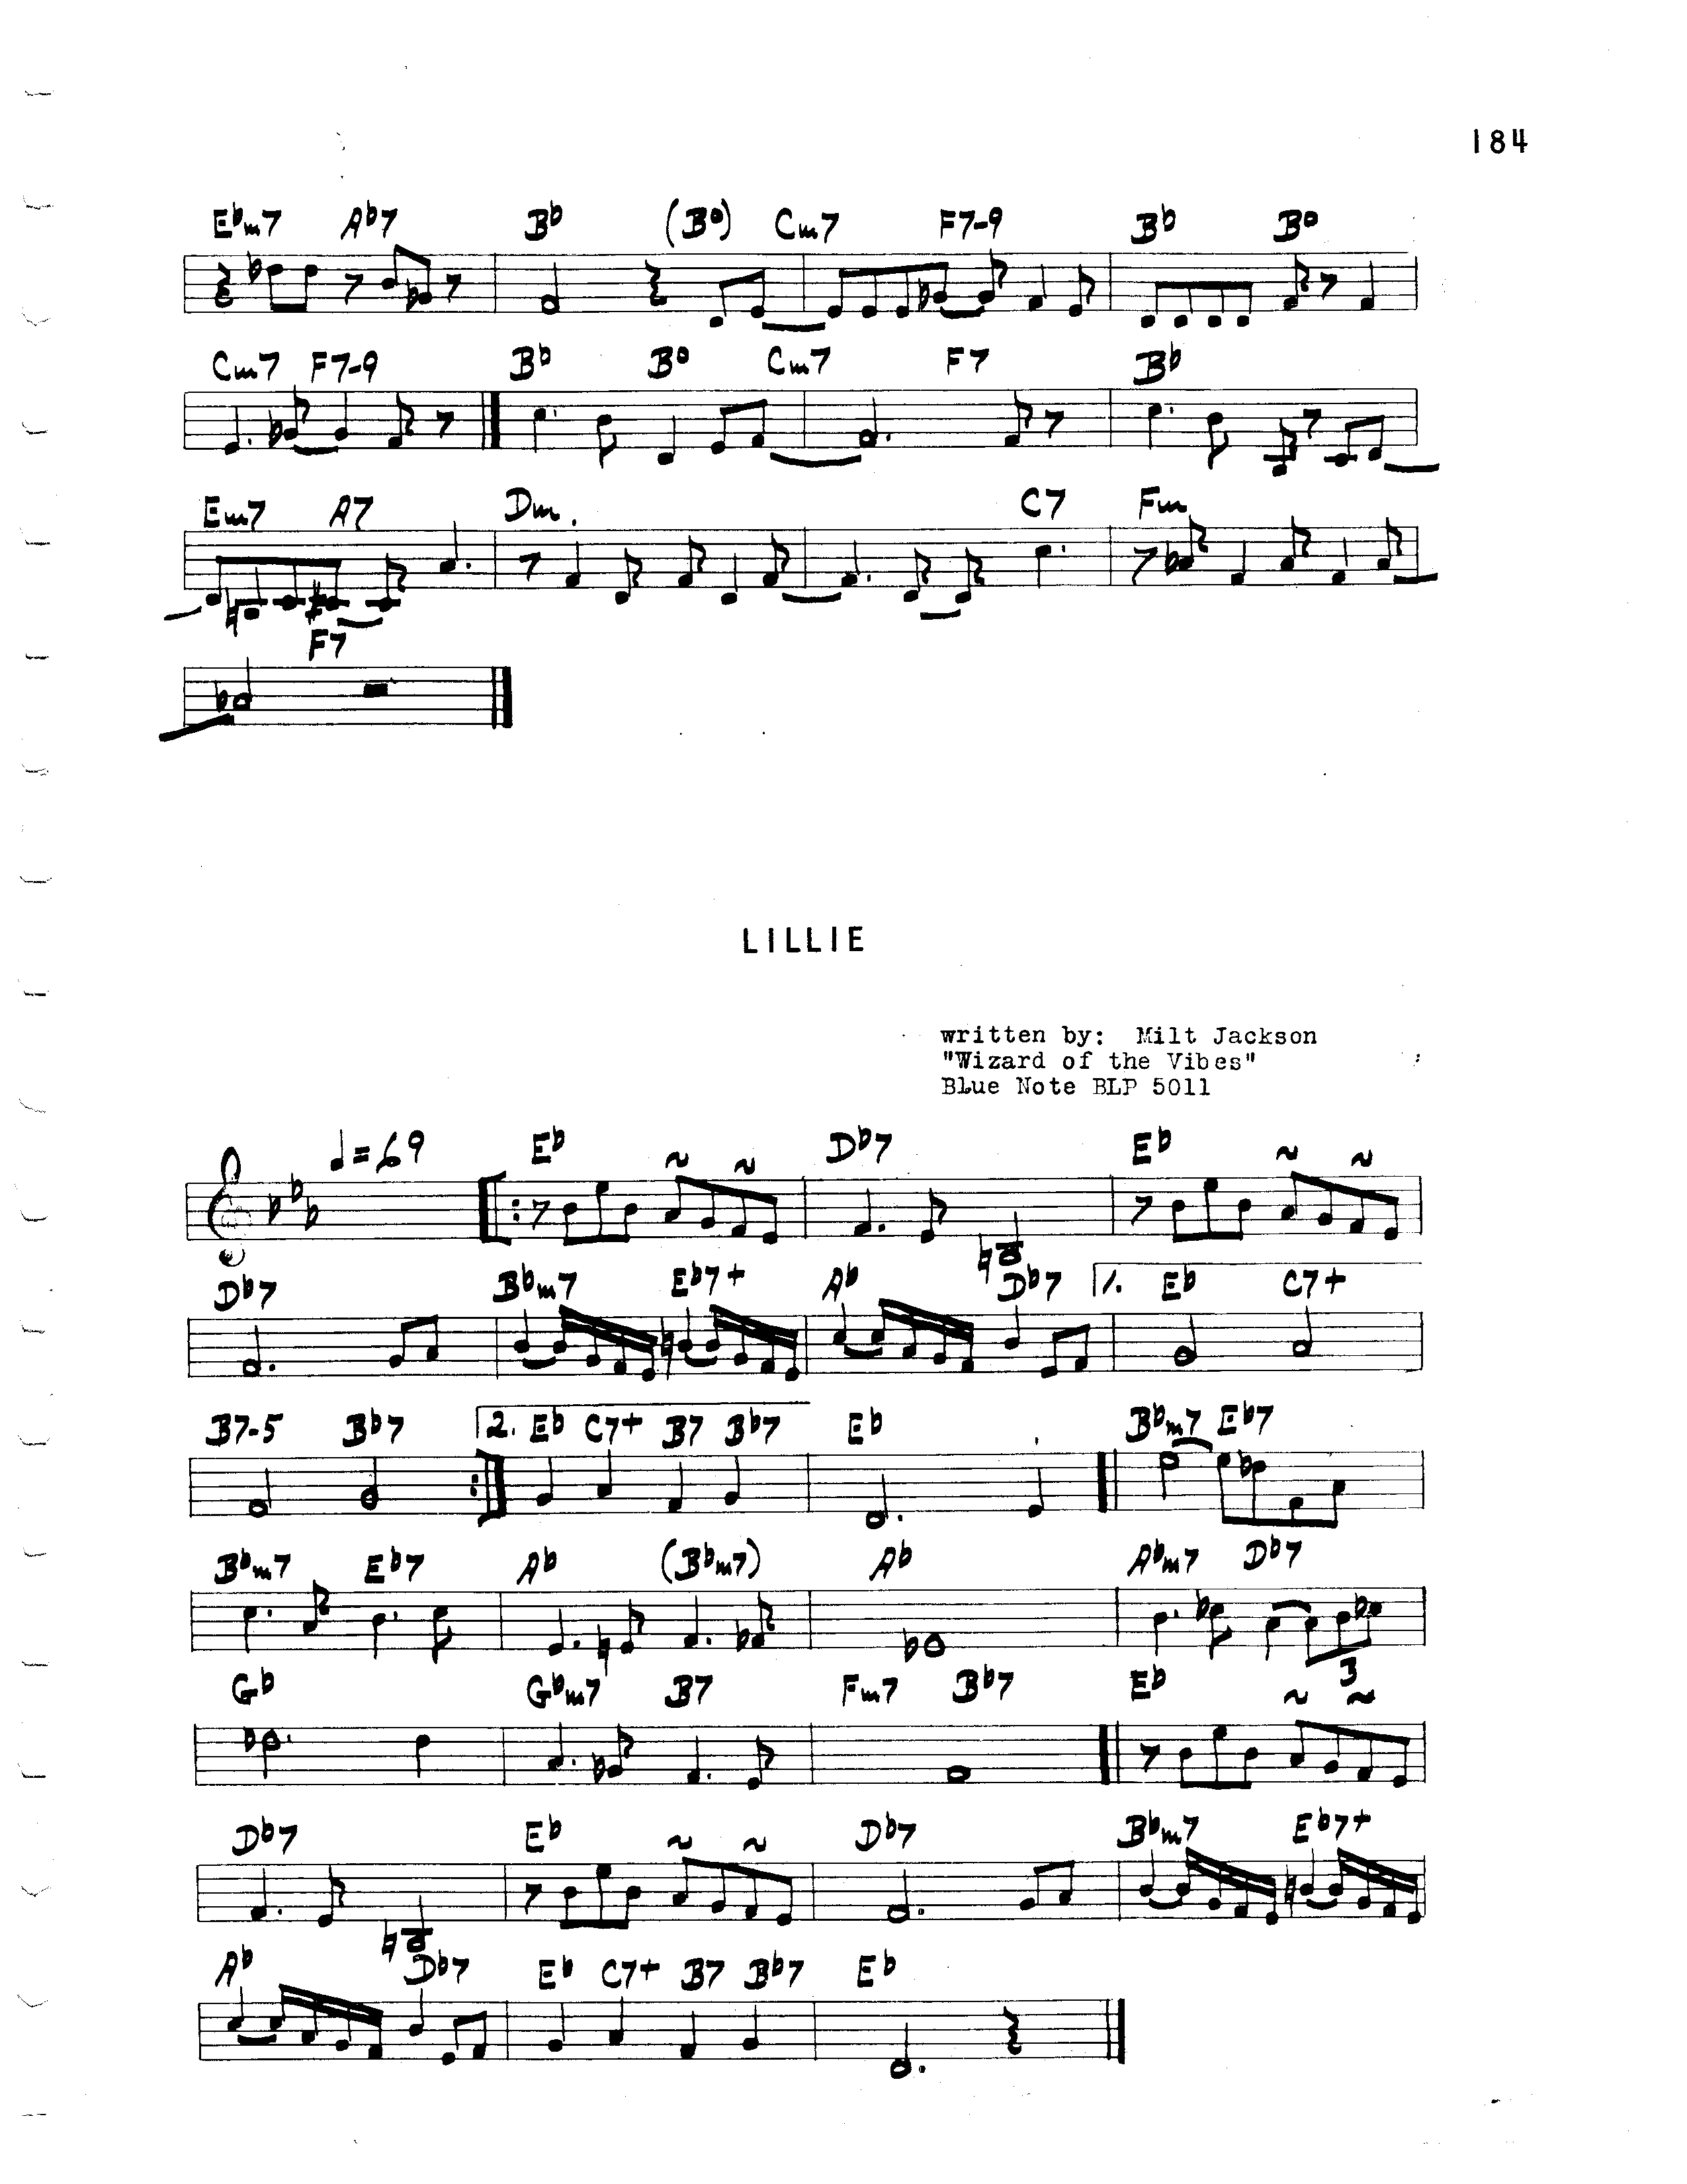 184
E♭m7 A♭7 B♭ (B°) Cm7 F7-9 B♭ B°
Cm7 F7-9 B♭ B° Cm7 F7 B♭
Em7 A7 Dm. C7 Fm
F7
LILLIE
written by: Milt Jackson
"Wizard of the Vibes"
Blue Note BLP 5011
♩=69 E♭ D♭7 E♭
D♭7 B♭m7 E♭7+ A♭ D♭7 1. E♭ C7+
B7-5 B♭7 2. E♭ C7+ B7 B♭7 E♭ B♭m7 E♭7
B♭m7 E♭7 A♭ (B♭m7) A♭ A♭m7 D♭7
3
G♭ G♭m7 B7 Fm7 B♭7 E♭
D♭7 E♭ D♭7 B♭m7 E♭7+
A♭ D♭7 E♭ C7+ B7 B♭7 E♭